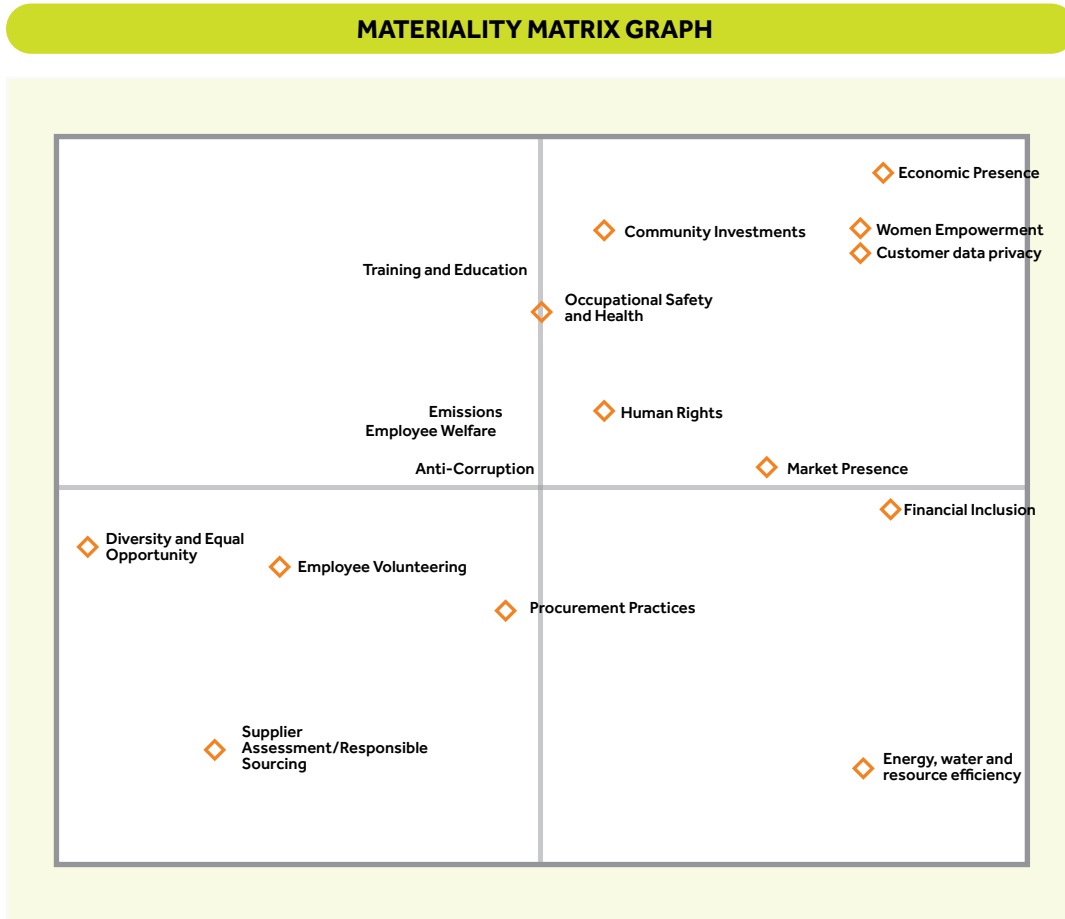 MATERIALITY MATRIX GRAPH
Economic Presence
Community Investments
Women Empowerment
Customer data privacy
Training and Education
Occupational Safety
and Health
Emissions
Human Rights
Employee Welfare
Anti-Corruption
Market Presence
Financial Inclusion
Diversity and Equal
Opportunity
Employee Volunteering
Procurement Practices
Supplier
Assessment/Responsible
Sourcing
Energy, water and
resource efficiency